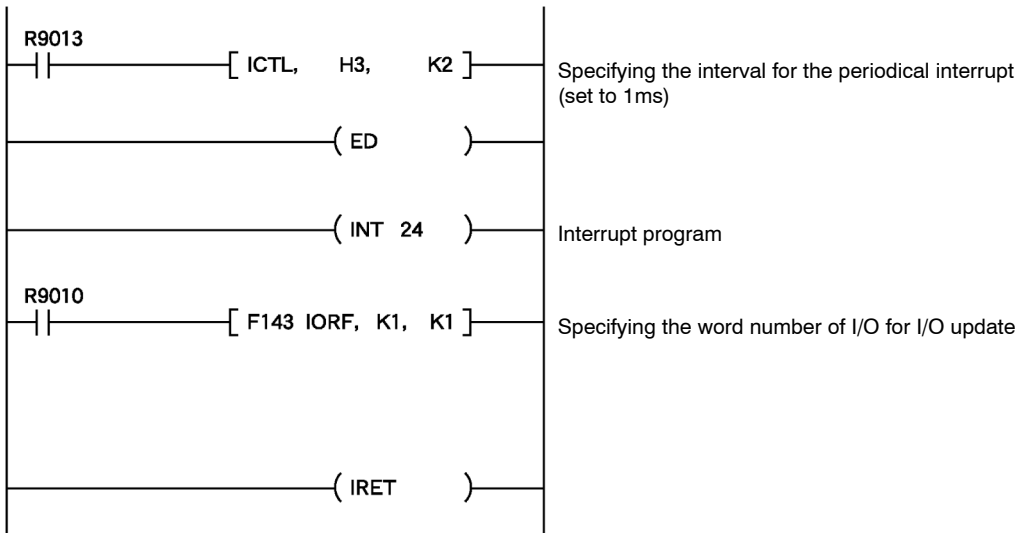 R9013
[ ICTL, H3, K2 ]
Specifying the interval for the periodical interrupt
(set to 1ms)
( ED )
( INT 24 )
Interrupt program
R9010
[ F143 IORF, K1, K1 ]
Specifying the word number of I/O for I/O update
( IRET )